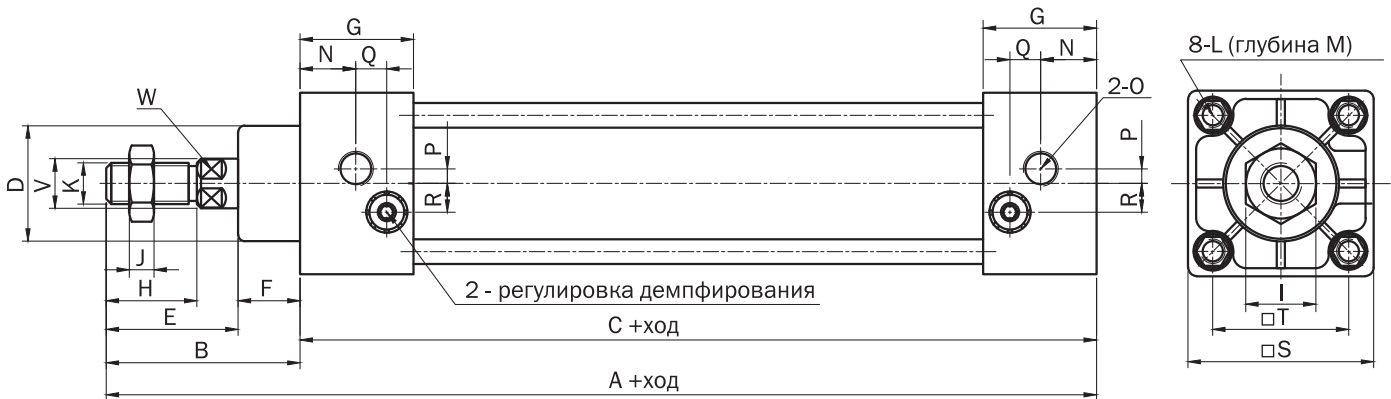 G
N Q
W
D
V
K
J
H
F
E
B
P
R
2 - регулировка демпфирования
C +ход
A +ход
G
Q N
2-O
P
R
8-L (глубина M)
I
□T
□S